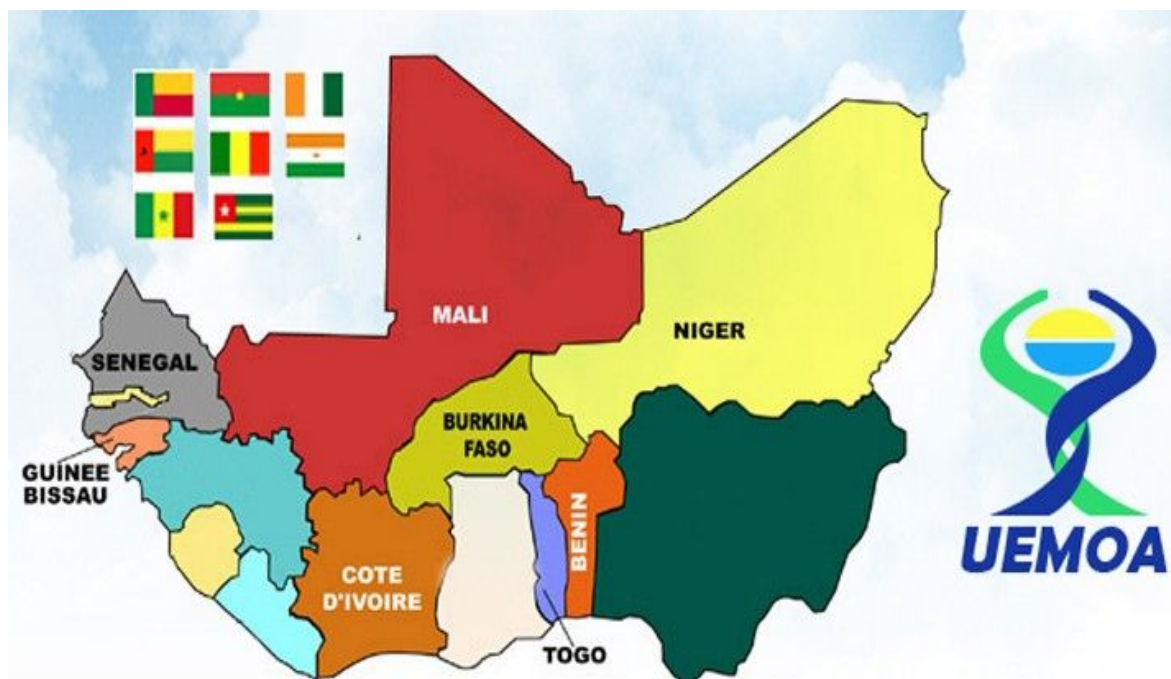 MALI
NIGER
SENEGAL
BURKINA
FASO
GUINEE
BISSAU
BENIN
COTE
D'IVOIRE
TOGO
UEMOA